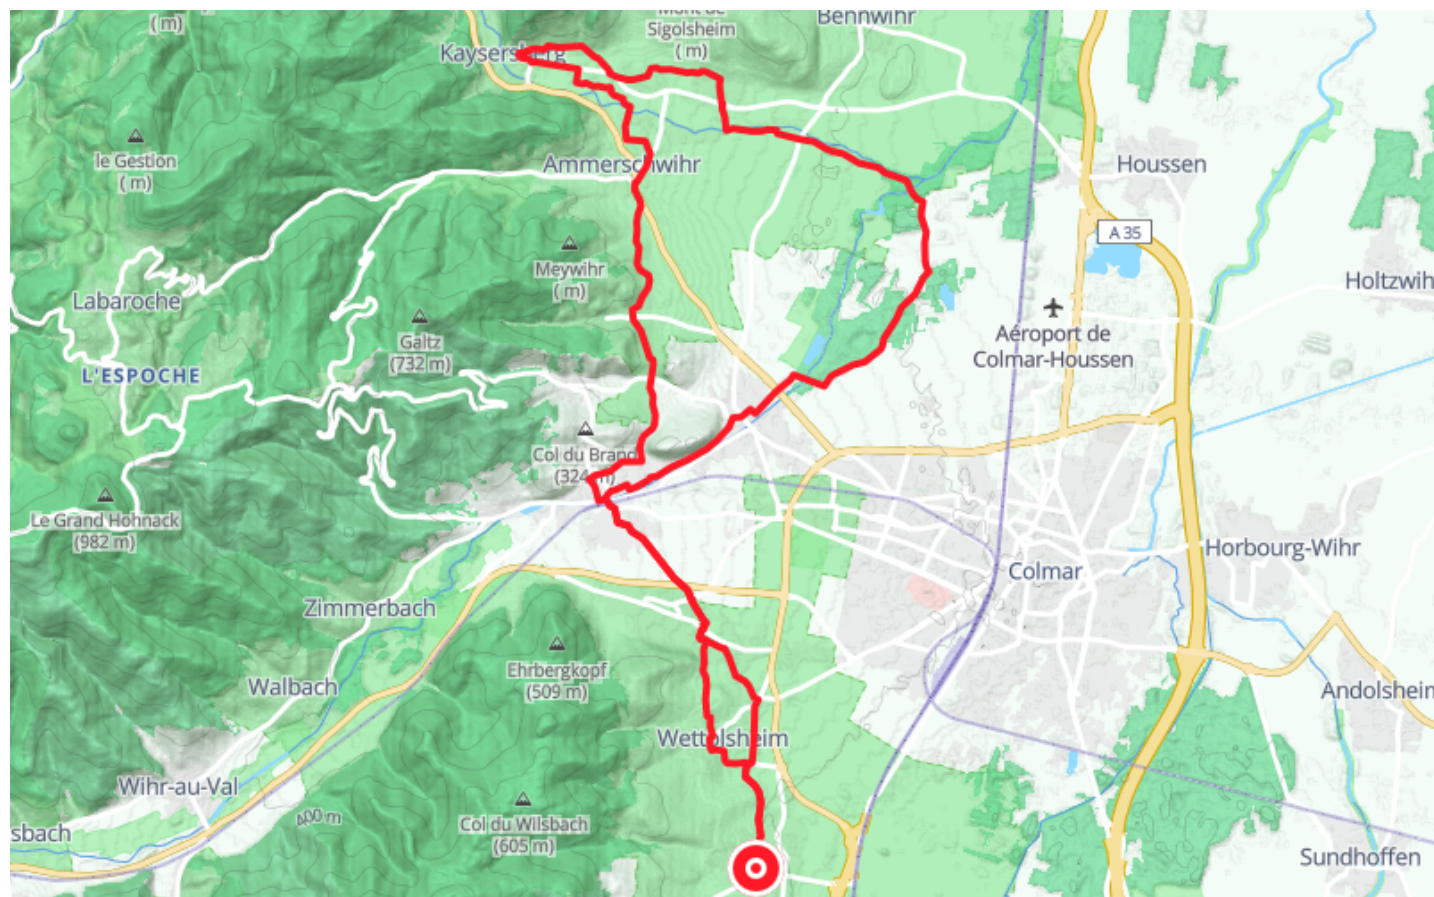 ( m)
Mont de
Sigolsheim
( m)
Bennwihr
Kaysersberg
le Gestion
( m)
Ammerschwihr
Houssen
A 35
Meywihr
( m)
Labaroche
Holtzwih
Galtz
(732 m)
Aéroport de
Colmar-Houssen
L'ESPOCHE
Col du Brand
(324 m)
Le Grand Hohnack
(982 m)
Horbourg-Wihr
Colmar
Zimmerbach
Ehrbergkopf
(509 m)
Walbach
Andolsheim
Wettolsheim
Wihr-au-Val
400 m
Col du Wilsbach
(605 m)
sbach
Sundhoffen